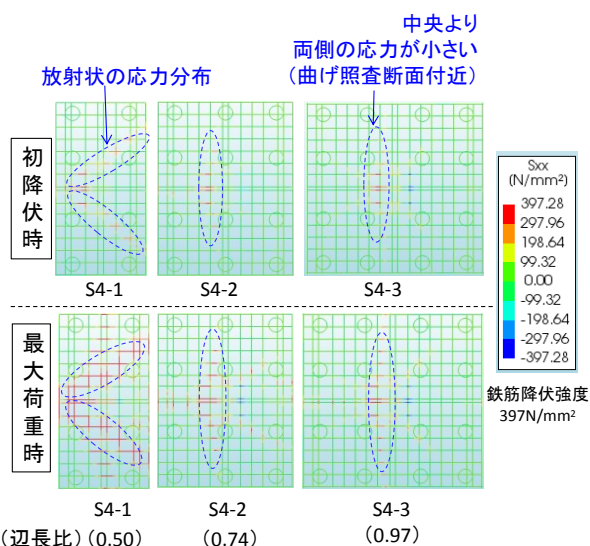 中央より
両側の応力が小さい
（曲げ照査断面付近）
放射状の応力分布
初降伏時
S4-1
S4-2
S4-3
Sxx
(N/mm²)
397.28
297.96
198.64
99.32
0.00
-99.32
-198.64
-297.96
-397.28
鉄筋降伏強度
397N/mm²
最大荷重時
S4-1
S4-2
S4-3
（辺長比）（0.50）
（0.74）
（0.97）